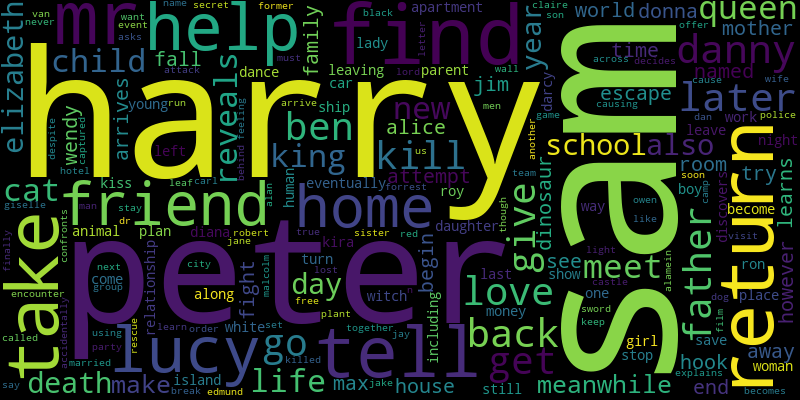 harry
peter
sam
find
help
mr
friend
home
take
tell
lucy
return
kill
later
danny
queen
father
meet
love
back
get
give
go
life
ben
king
new
cat
death
school
also
elizabeth
child
fall
arrives
wendy
reveals
family
dance
lady
leaving
car
parent
ship
apartment
jim
year
world
donna
mother
time
named
escape
work
leave
room
try
boy
learns
discovers
become
visit
ron
place
however
away
woman
save
film
hook
explains
end
becomes
girl
stop
meanwhile
see
show
one
money
still
house
max
jake
make
island
break
edmund
killed
white
set
order
learn
married
party
using
accidentally
relationship
come
group
next
city
along
fight
diana
robert
jane
animal
plan
dr
man
stay
kiss
leaf
carl
behind
feeling
alan
human
eventually
forrest
attempt
alice
us
roy
men
another
daughter
kira
sister
red
though
true
turn
day
free
malcolm
lost
witch
plant
together
jay
last
begin
including
dinosaur
team
game
darcy
causing
across
decides
cause
wife
claire
son
offer
van
never
want
event
asks
name
secret
former
attack
black
letter
must
lord
wall
arrive
young
run
left
despite
captured
hotel
giselle
confronts
finally
encounter
called
say
rescue
way
owen
like
light
castle
sword
keep
alamein
camp
soon
dog
dan
police
night
n